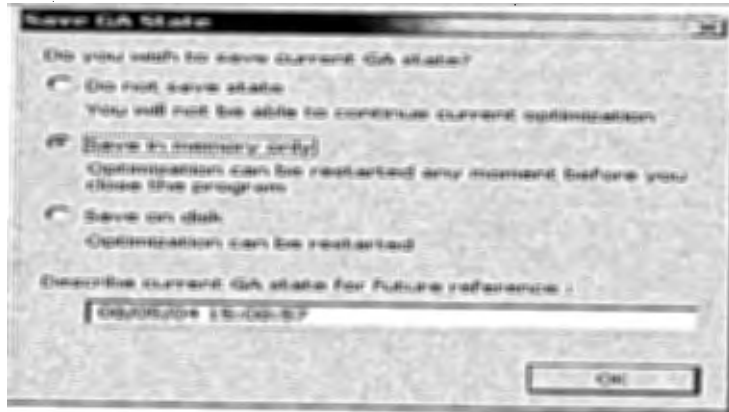 Save GA State
Do you wish to save current GA state?
Do not save state
You will not be able to continue current optimization
Save in memory only
Optimization can be restarted any moment before you
close the program
Save on disk
Optimization can be restarted
Describe current GA state for future reference :
OK